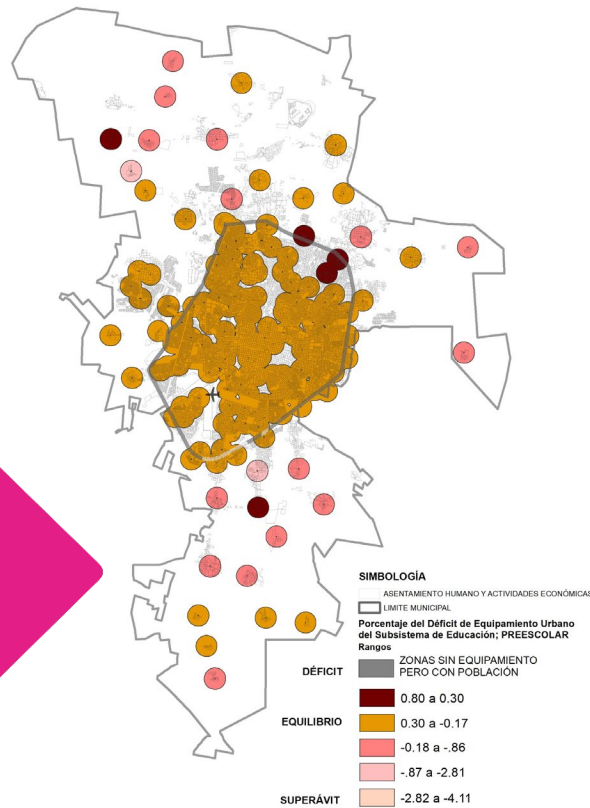 SIMBOLOGÍA
ASENTAMIENTO HUMANO Y ACTIVIDADES ECONÓMICAS
LIMITE MUNICIPAL
Porcentaje del Déficit de Equipamiento Urbano
del Subsistema de Educación; PREESCOLAR
Rangos
DÉFICIT
ZONAS SIN EQUIPAMIENTO
PERO CON POBLACIÓN
0.80 a 0.30
EQUILIBRIO
0.30 a -0.17
-0.18 a -.86
-.87 a -2.81
SUPERÁVIT
-2.82 a -4.11